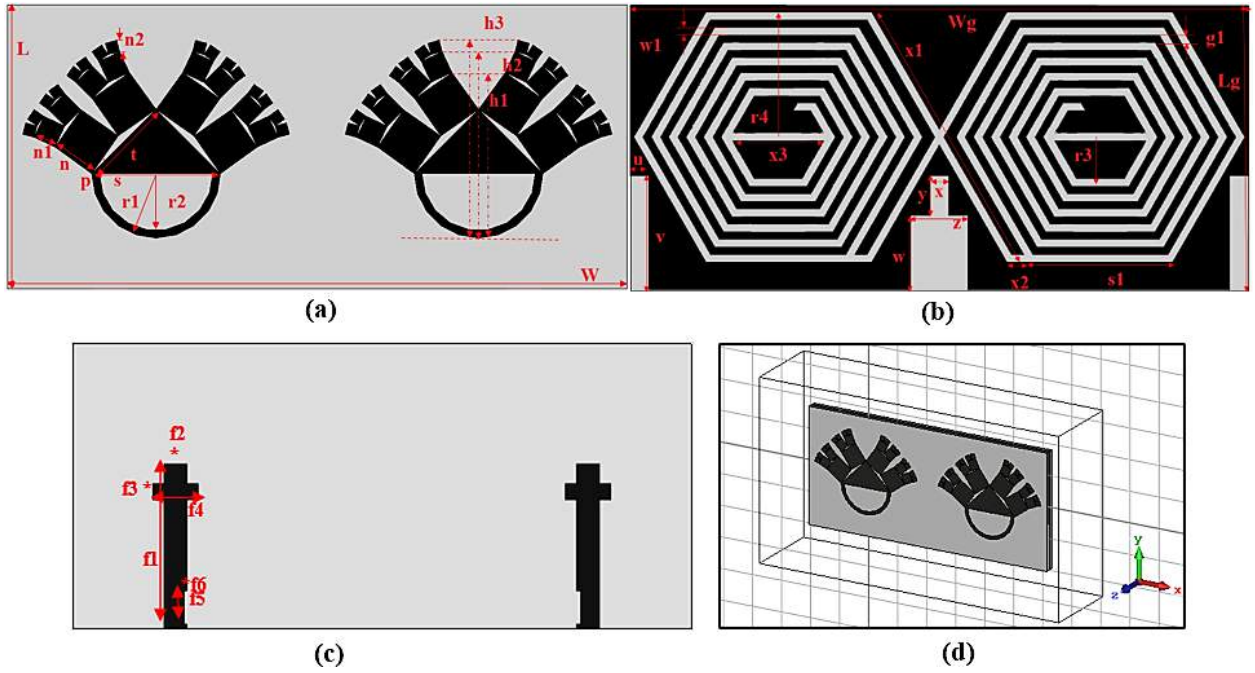 L
n2
h3
h2
h1
n1
n
t
p
s
r1
r2
W
(a)
Wg
w1
g1
x1
Lg
r4
x3
r3
u
x
y
z
v
w
x2
s1
(b)
f2
*
f3 *
f4
f1
*f6
f5
(c)
y
x
z
(d)